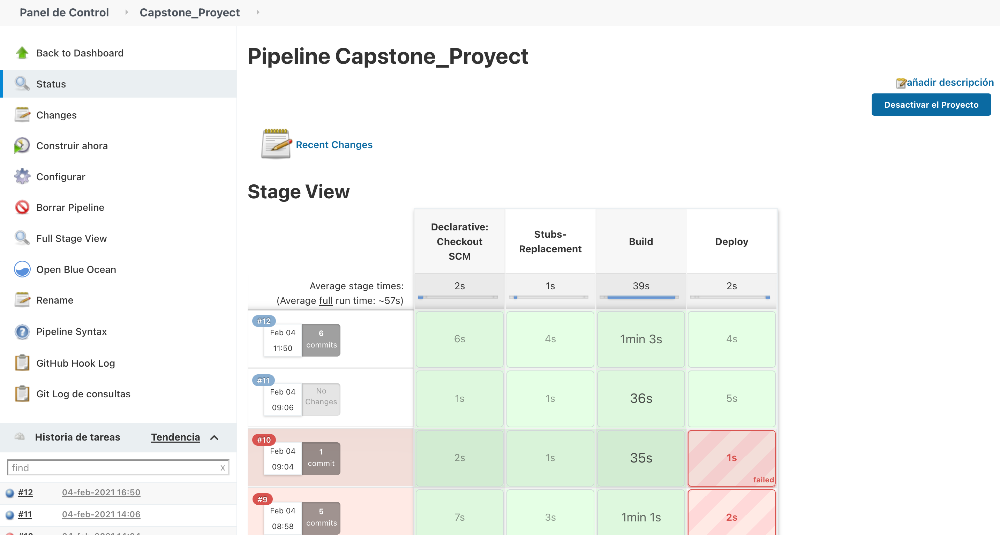 Panel de Control
Capstone_Proyect
Back to Dashboard
Status
Changes
Construir ahora
Configurar
Borrar Pipeline
Full Stage View
Open Blue Ocean
Rename
Pipeline Syntax
GitHub Hook Log
Git Log de consultas
Historia de tareas Tendencia
find x
#12 04-feb-2021 16:50
#11 04-feb-2021 14:06
Pipeline Capstone_Proyect
añadir descripción
Desactivar el Proyecto
Recent Changes
Stage View
Declarative:
Checkout
SCM
Stubs-
Replacement
Build
Deploy
Average stage times:
(Average full run time: ~57s)
2s
1s
39s
2s
#12
Feb 04
11:50
6
commits
6s
4s
1min 3s
4s
#11
Feb 04
09:06
No
Changes
1s
1s
36s
5s
#10
Feb 04
09:04
1
commit
2s
1s
35s
1s
failed
#9
Feb 04
08:58
5
commits
7s
3s
1min 1s
2s